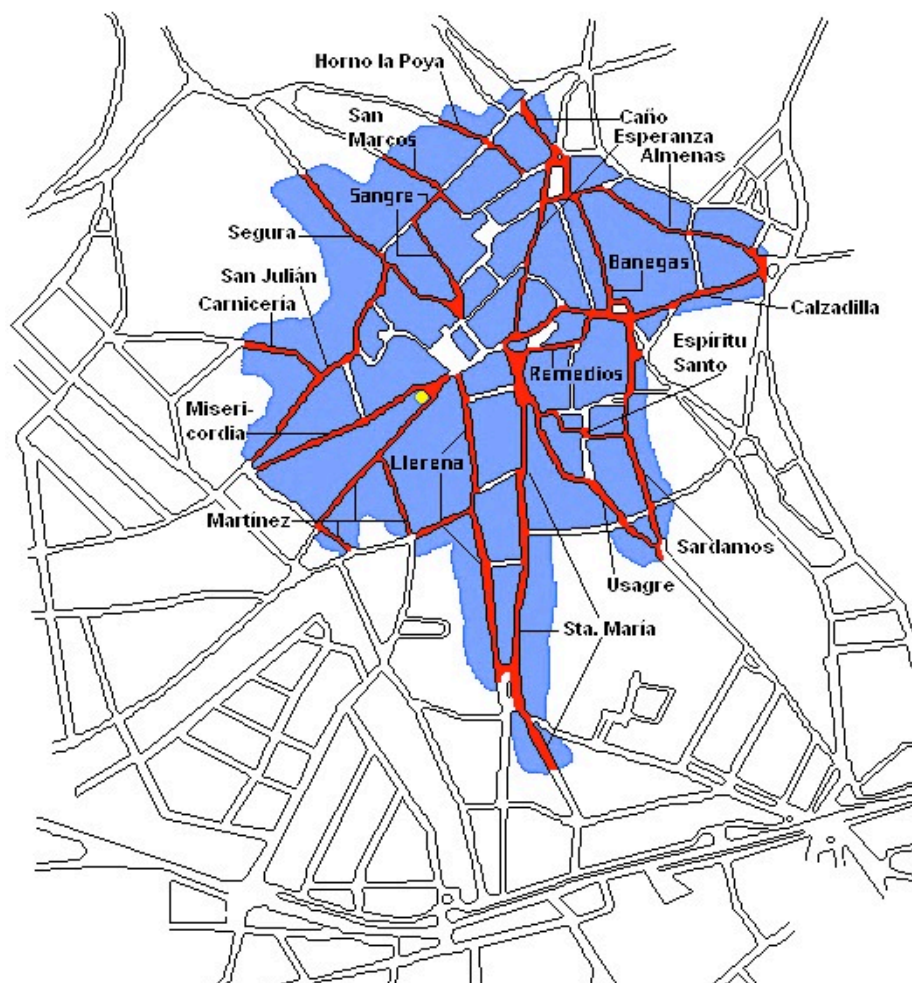 Horno la Poya
San
Marcos
Caño
Esperanza
Almenas
Sangre
Segura
Banegas
San Julián
Carnicería
Calzadilla
Espíritu
Santo
Remedios
Miseri-
cordia
Llerena
Martínez
Sardamos
Usagre
Sta. María